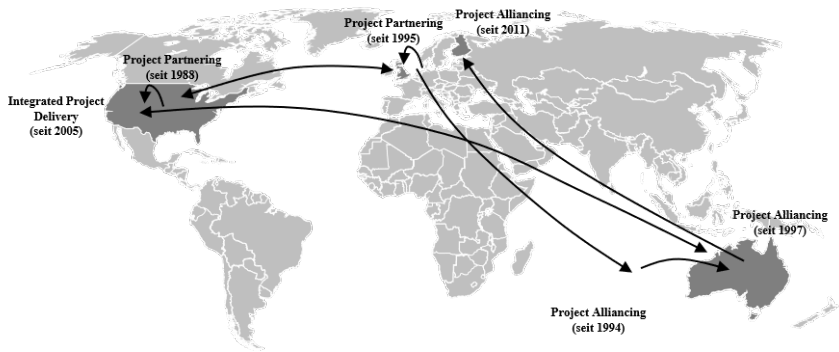 Project Partnering
(seit 1995)
Project Alliancing
(seit 2011)
Project Partnering
(seit 1988)
Integrated Project
Delivery
(seit 2005)
Project Alliancing
(seit 1997)
Project Alliancing
(seit 1994)